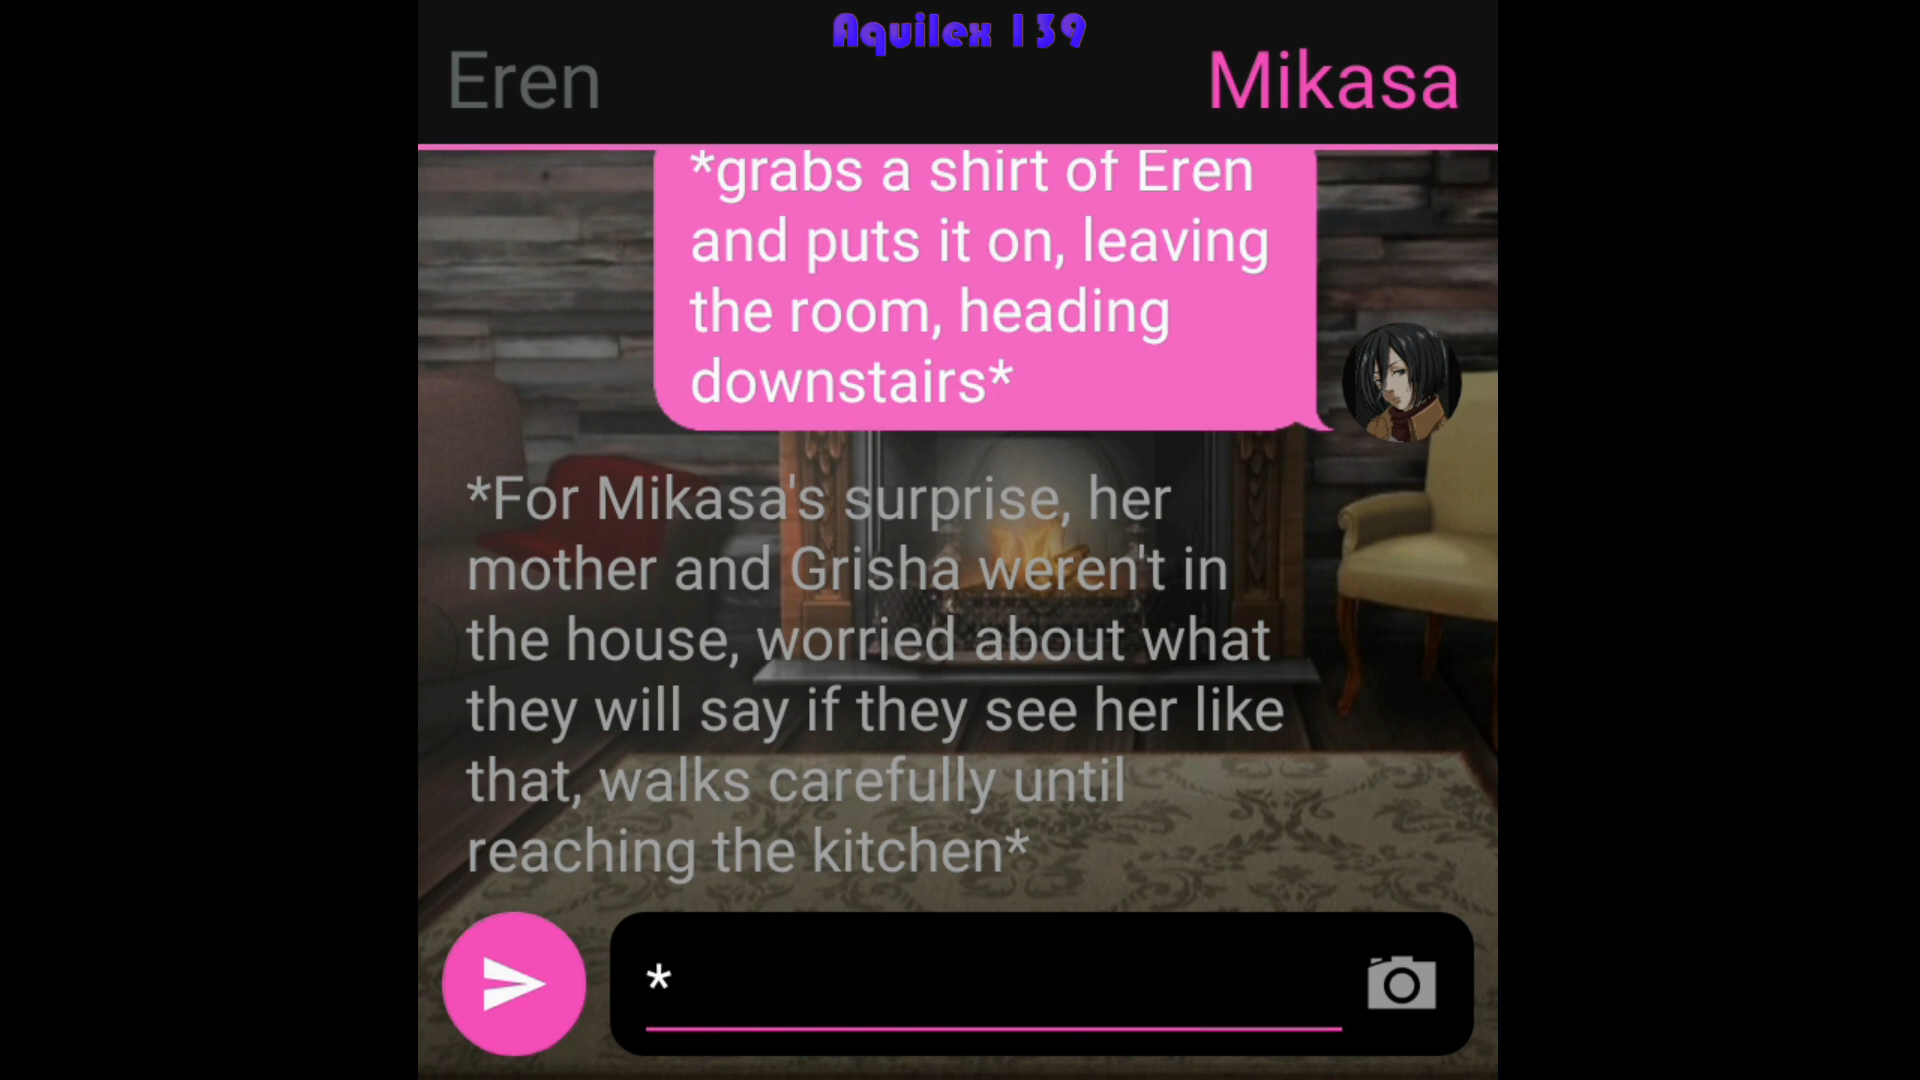 Aquilex 139
Eren
Mikasa
*grabs a shirt of Eren
and puts it on, leaving
the room, heading
downstairs*
*For Mikasa's surprise, her
mother and Grisha weren't in
the house, worried about what
they will say if they see her like
that, walks carefully until
reaching the kitchen*
*